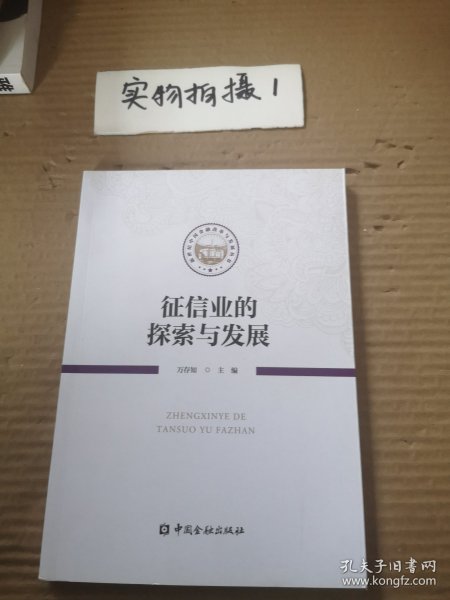 实物拍摄1
征信业的
探索与发展
万存知 ○ 主编
ZHENGXINYE DE
TANSUO YU FAZHAN
中国金融出版社
孔夫子旧书网
www.kongfz.com